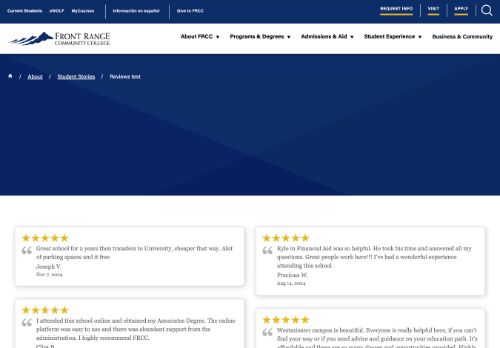 Current Students eWOLF MyCourses Información en español Give to FRCC REQUEST INFO VISIT APPLY
FRONT RANGE
COMMUNITY COLLEGE
About FRCC Programs & Degrees Admissions & Aid Student Experience Business & Community
/ About / Student Stories / Reviews test
Great school for 2 years then transfers to University, cheaper that way. Alot
of parking spaces and it free
Joseph V.
Nov 7, 2024
Kyle in Financial Aid was so helpful. He took his time and answered all my
questions. Great people work here!!! I've had a wonderful experience
attending this school.
Precious W.
Aug 14, 2024
I attended this school online and obtained my Associates Degree. The online
platform was easy to use and there was abundant support from the
administration. I highly recommend FRCC.
Westminster campus is beautiful. Everyone is really helpful here, if you can't
find your way or if you need advice and guidance on your education path. It's